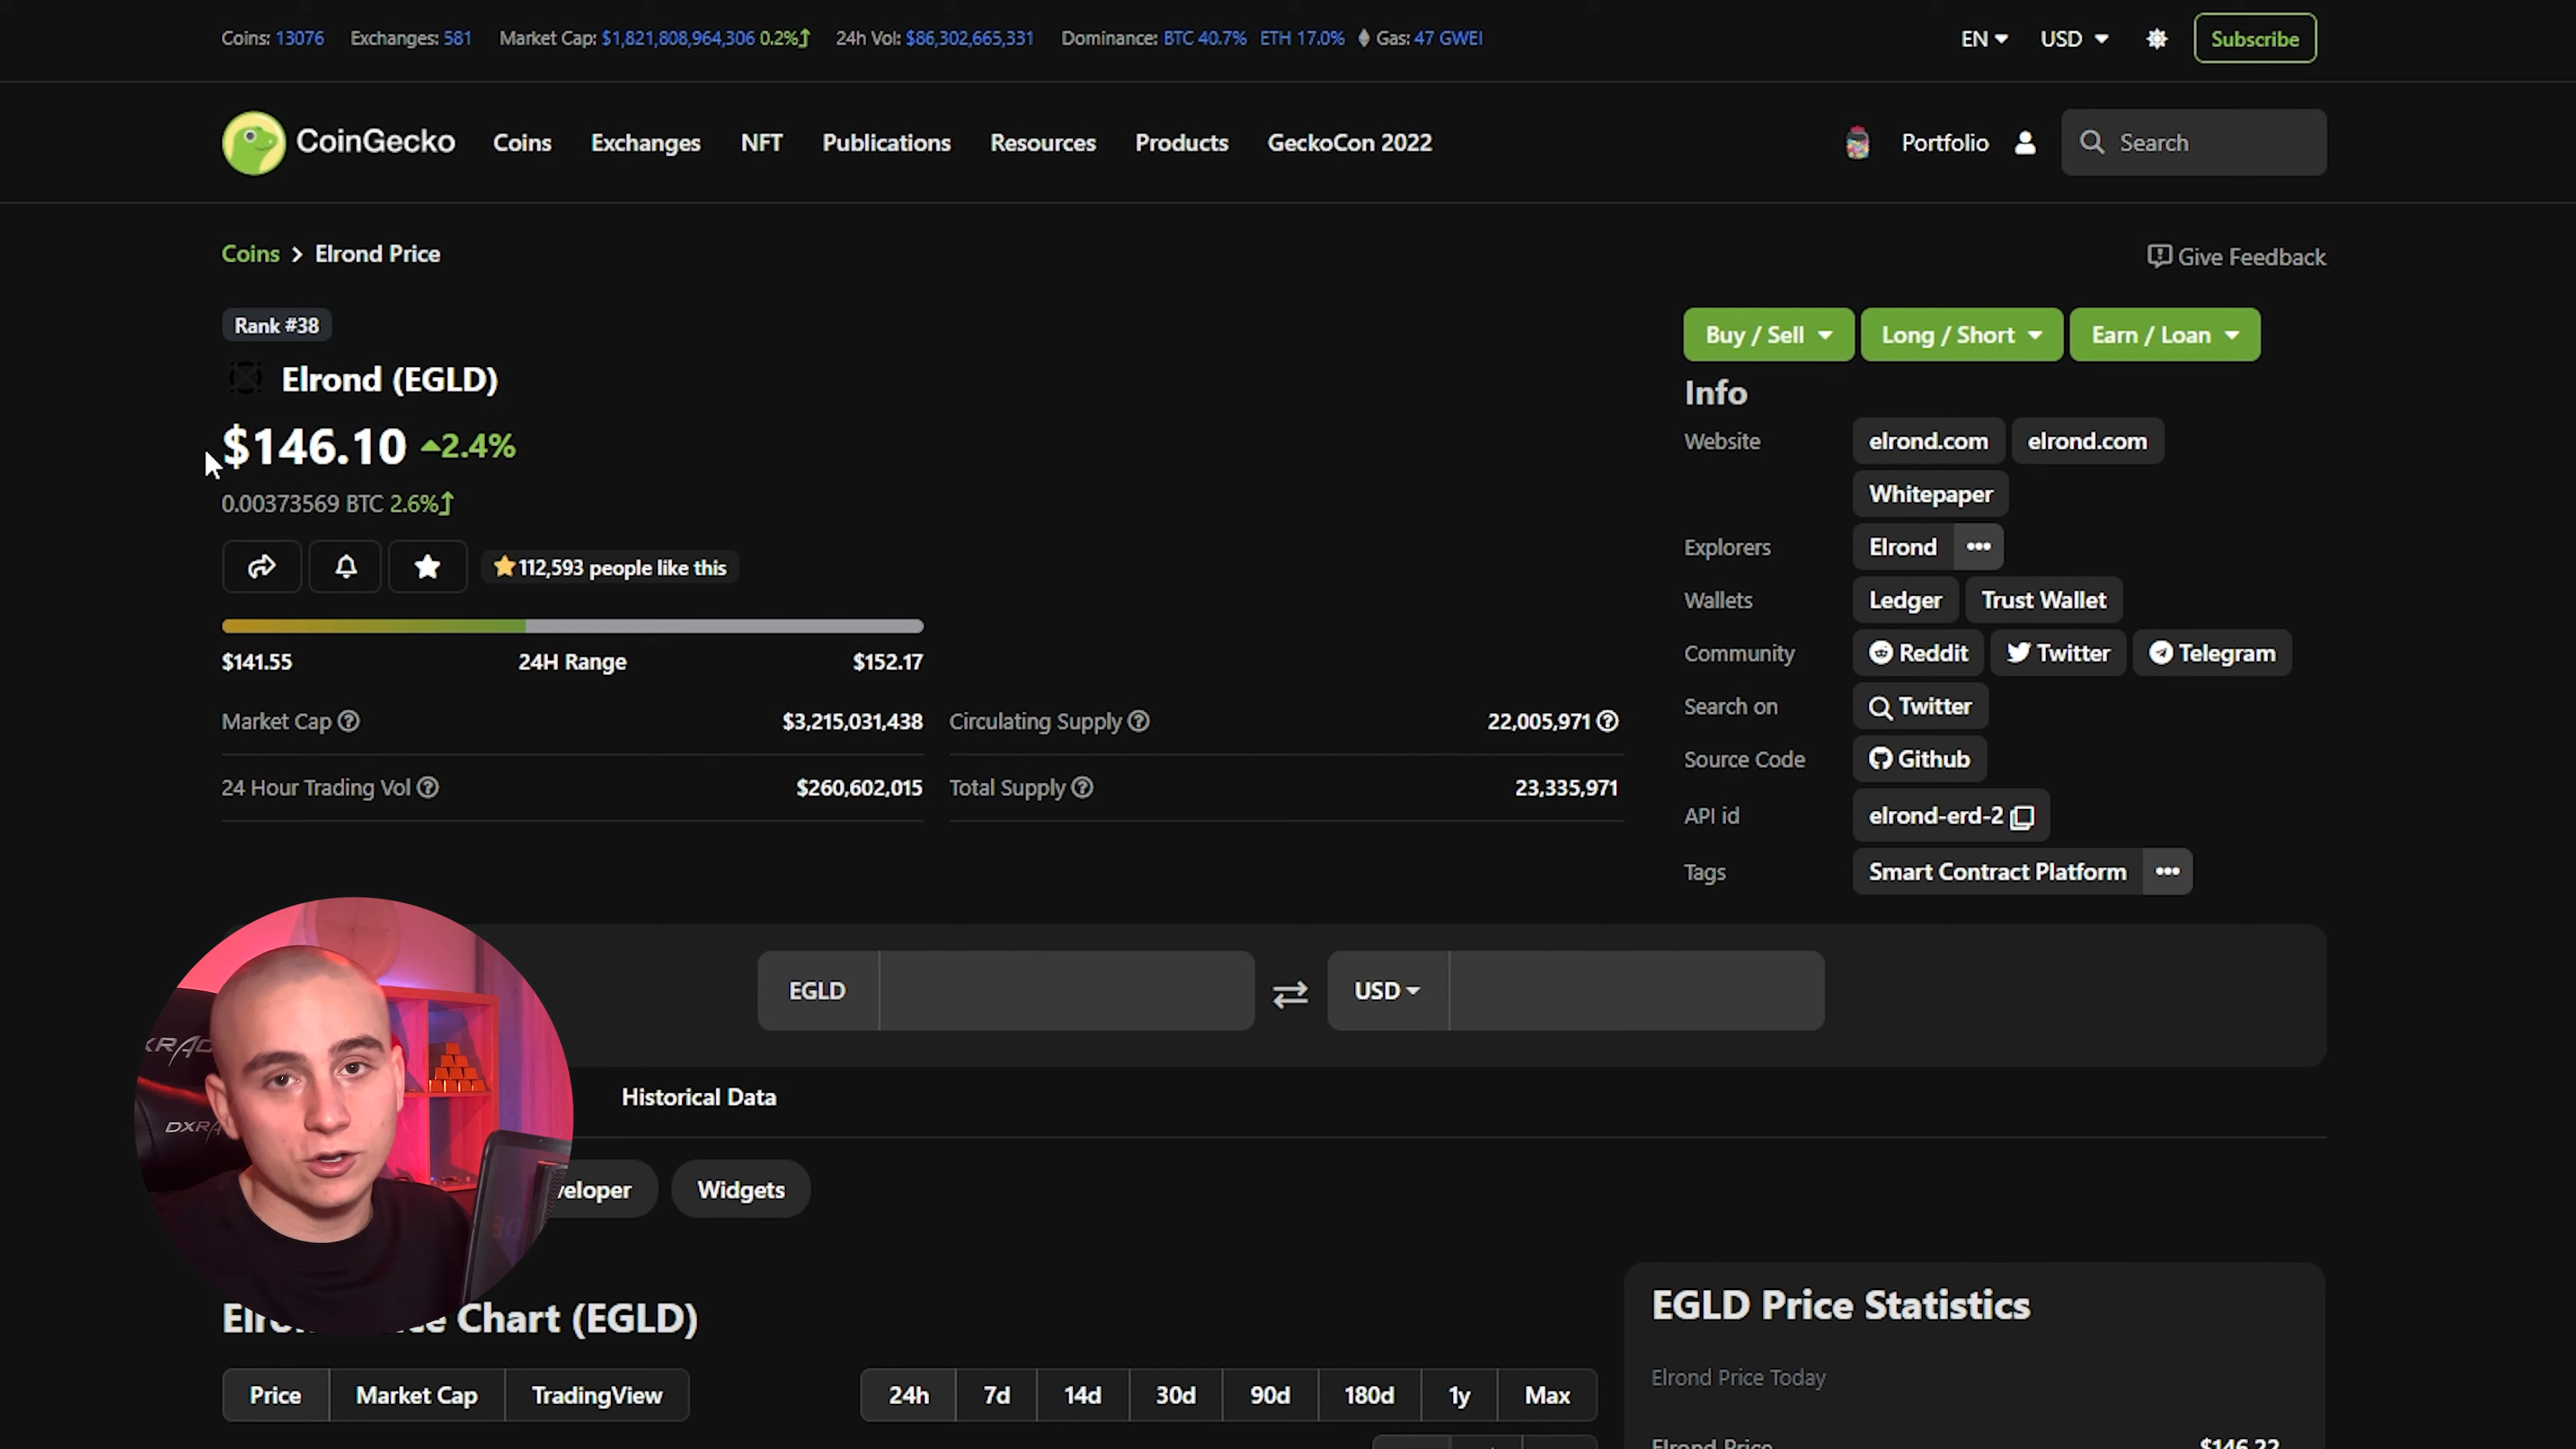 Coins: 13076 Exchanges: 581 Market Cap: $1,821,808,964,306 0.2% 24h Vol: $86,302,665,331 Dominance: BTC 40.7% ETH 17.0% Gas: 47 GWEI EN USD Subscribe
CoinGecko Coins Exchanges NFT Publications Resources Products GeckoCon 2022 Portfolio Search
Coins > Elrond Price
Give Feedback
Rank #38
Elrond (EGLD)
$146.10 2.4%
0.00373569 BTC 2.6%
112,593 people like this
$141.55 24H Range $152.17
Market Cap $3,215,031,438
Circulating Supply 22,005,971
24 Hour Trading Vol $260,602,015
Total Supply 23,335,971
Buy / Sell Long / Short Earn / Loan
Info
Website elrond.com elrond.com
Whitepaper
Explorers Elrond •••
Wallets Ledger Trust Wallet
Community Reddit Twitter Telegram
Search on Twitter
Source Code Github
API id elrond-erd-2
Tags Smart Contract Platform •••
EGLD USD
Historical Data
veloper Widgets
DXRA
Chart (EGLD)
Price Market Cap TradingView
24h 7d 14d 30d 90d 180d 1y Max
EGLD Price Statistics
Elrond Price Today
Elrond Price $146.22